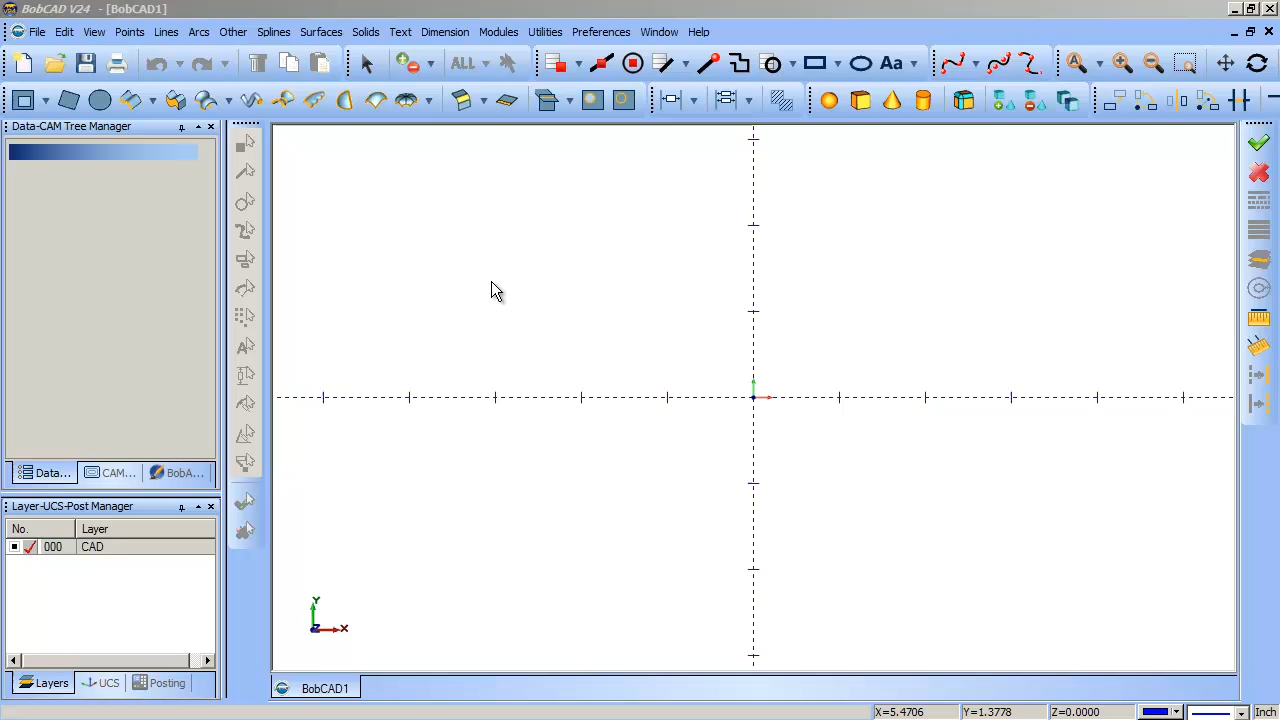 BobCAD V24 - [BobCAD1]
File Edit View Points Lines Arcs Other Splines Surfaces Solids Text Dimension Modules Utilities Preferences Window Help
ALL Aa
Data-CAM Tree Manager
Data... CAM... BobA...
Layer-UCS-Post Manager
No. Layer
000 CAD
Y
Z X
Layers UCS Posting
BobCAD1
X=5.4706 Y=1.3778 Z=0.0000 Inch